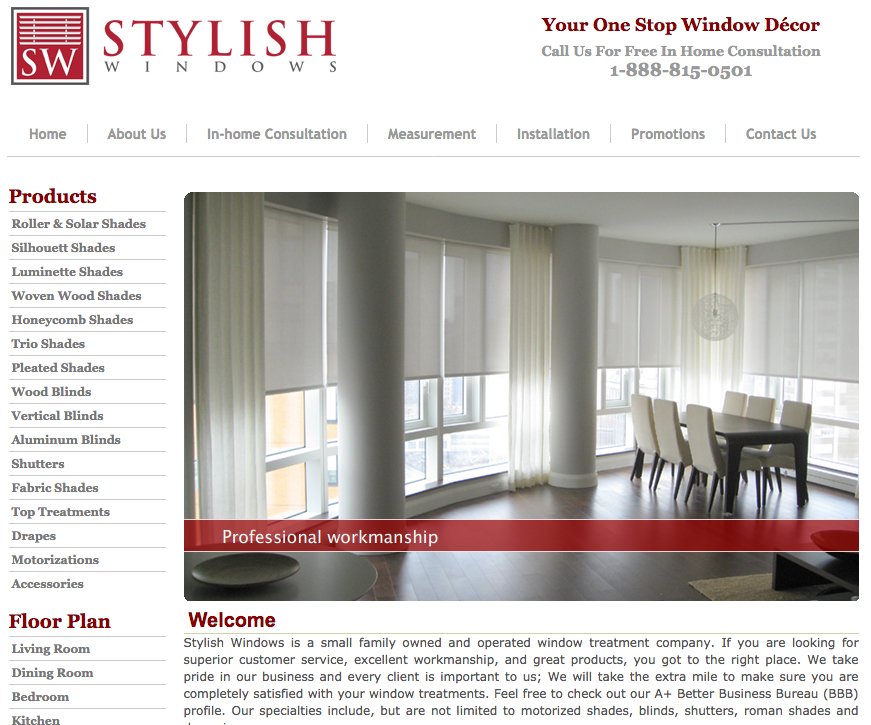 SW
STYLISH
WINDOWS
Your One Stop Window Décor
Call Us For Free In Home Consultation
1-888-815-0501
Home
About Us
In-home Consultation
Measurement
Installation
Promotions
Contact Us
Products
Roller & Solar Shades
Silhouett Shades
Luminette Shades
Woven Wood Shades
Honeycomb Shades
Trio Shades
Pleated Shades
Wood Blinds
Vertical Blinds
Aluminum Blinds
Shutters
Fabric Shades
Top Treatments
Drapes
Motorizations
Accessories
Floor Plan
Living Room
Dining Room
Bedroom
Kitchen
Professional workmanship
Welcome
Stylish Windows is a small family owned and operated window treatment company. If you are looking for
superior customer service, excellent workmanship, and great products, you got to the right place. We take
pride in our business and every client is important to us; We will take the extra mile to make sure you are
completely satisfied with your window treatments. Feel free to check out our A+ Better Business Bureau (BBB)
profile. Our specialties include, but are not limited to motorized shades, blinds, shutters, roman shades and